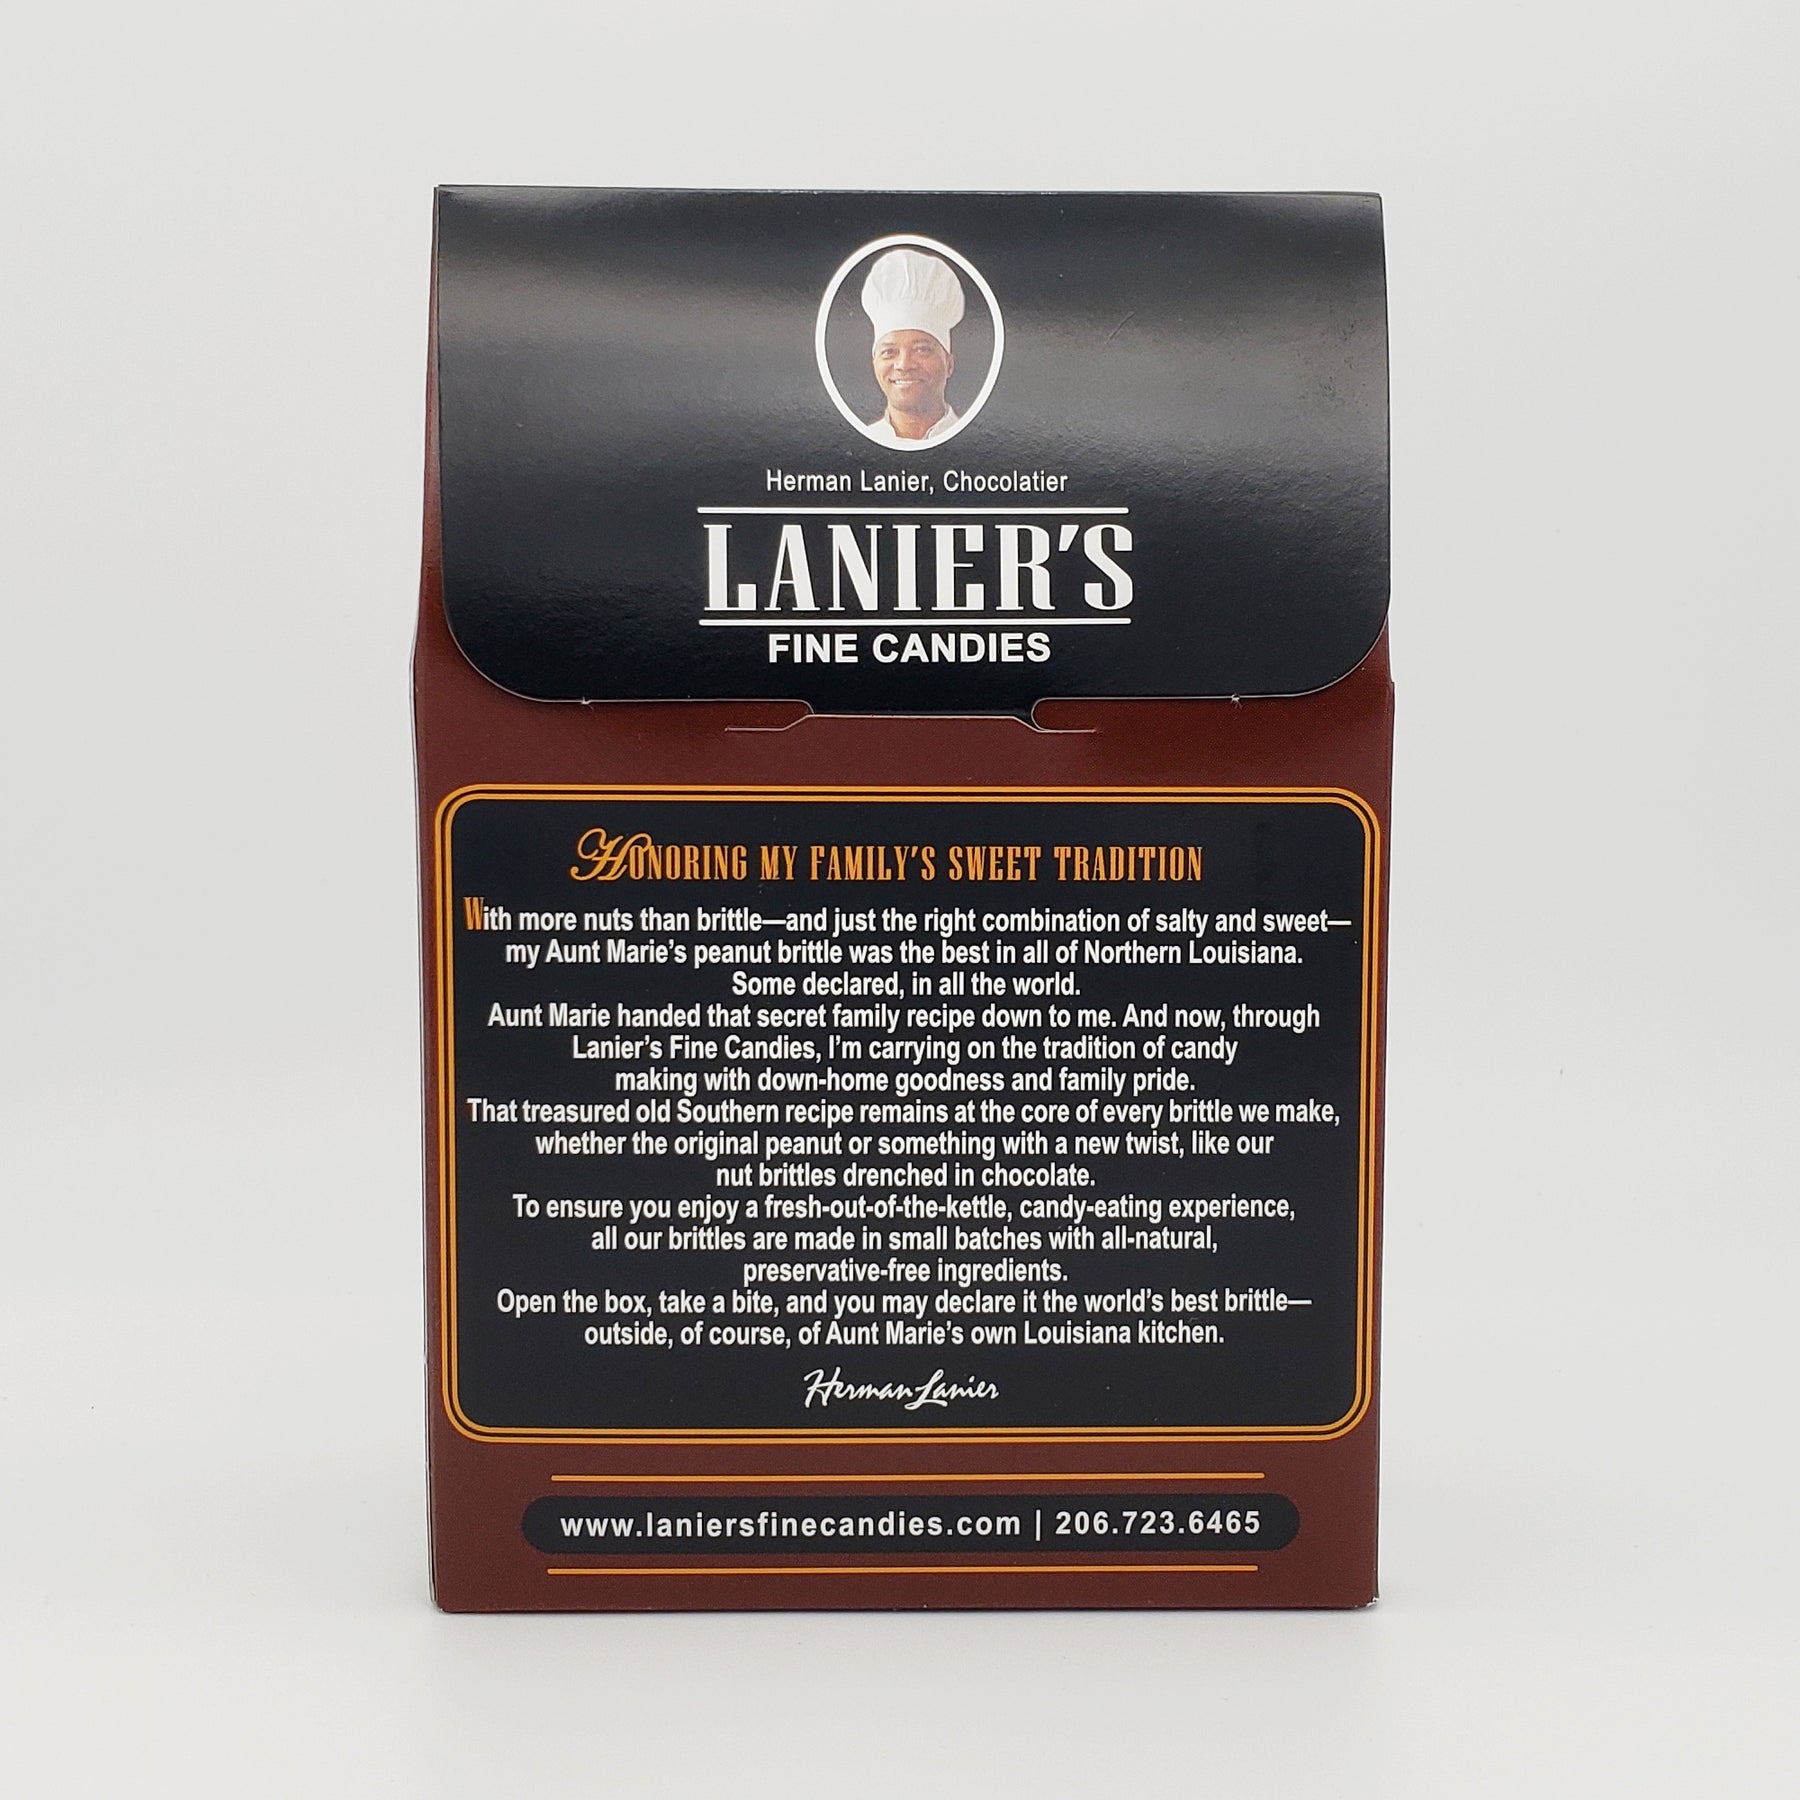 Herman Lanier, Chocolatier
LANIER'S
FINE CANDIES
HONORING MY FAMILY'S SWEET TRADITION
With more nuts than brittle—and just the right combination of salty and sweet—
my Aunt Marie's peanut brittle was the best in all of Northern Louisiana.
Some declared, in all the world.
Aunt Marie handed that secret family recipe down to me. And now, through
Lanier's Fine Candies, I'm carrying on the tradition of candy
making with down-home goodness and family pride.
That treasured old Southern recipe remains at the core of every brittle we make,
whether the original peanut or something with a new twist, like our
nut brittles drenched in chocolate.
To ensure you enjoy a fresh-out-of-the-kettle, candy-eating experience,
all our brittles are made in small batches with all-natural,
preservative-free ingredients.
Open the box, take a bite, and you may declare it the world's best brittle—
outside, of course, of Aunt Marie's own Louisiana kitchen.
Herman Lanier
www.laniersfinecandies.com | 206.723.6465